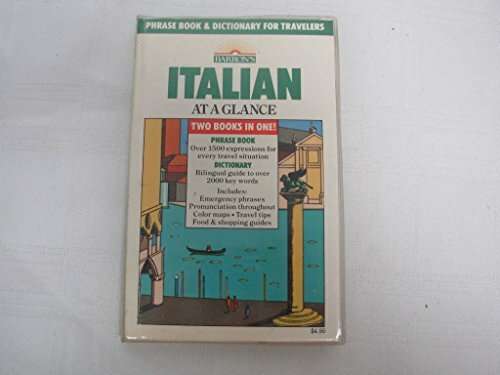 PHRASE BOOK & DICTIONARY FOR TRAVELERS
BARRON'S
ITALIAN
AT A GLANCE
TWO BOOKS IN ONE!
PHRASE BOOK
Over 1500 expressions for
every travel situation
DICTIONARY
Bilingual guide to over
2000 key words
Includes:
Emergency phrases
Pronunciation throughout
Color maps • Travel tips
Food & shopping guides